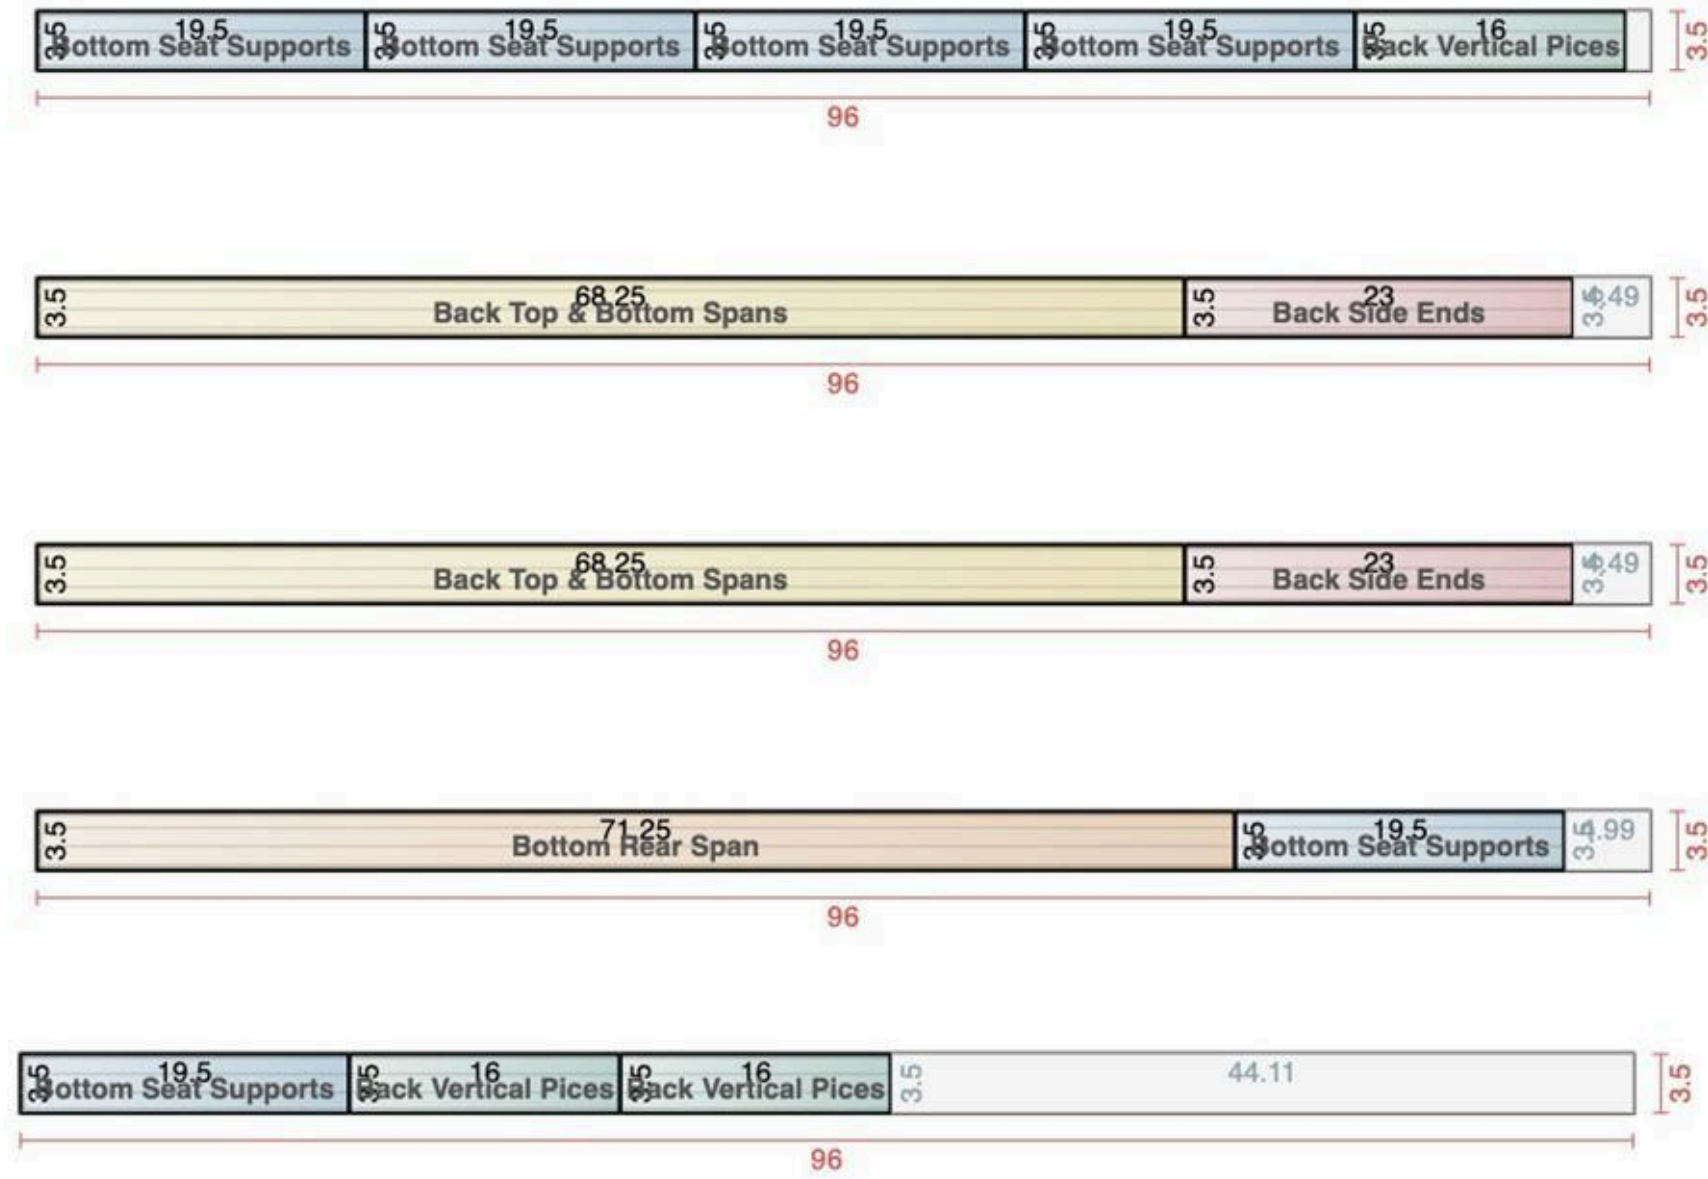 19.5 19.5 19.5 19.5 16
3.5 Bottom Seat Supports 3.5 Bottom Seat Supports 3.5 Bottom Seat Supports 3.5 Bottom Seat Supports 3.5 Back Vertical Pices 3.5
96
68.25 23 4.49
3.5 Back Top & Bottom Spans 3.5 Back Side Ends 3.5 3.5
96
68.25 23 4.49
3.5 Back Top & Bottom Spans 3.5 Back Side Ends 3.5 3.5
96
71.25 19.5 4.99
3.5 Bottom Rear Span 3.5 Bottom Seat Supports 3.5 3.5
96
19.5 16 16 44.11
3.5 Bottom Seat Supports 3.5 Back Vertical Pices 3.5 Back Vertical Pices 3.5 3.5
96